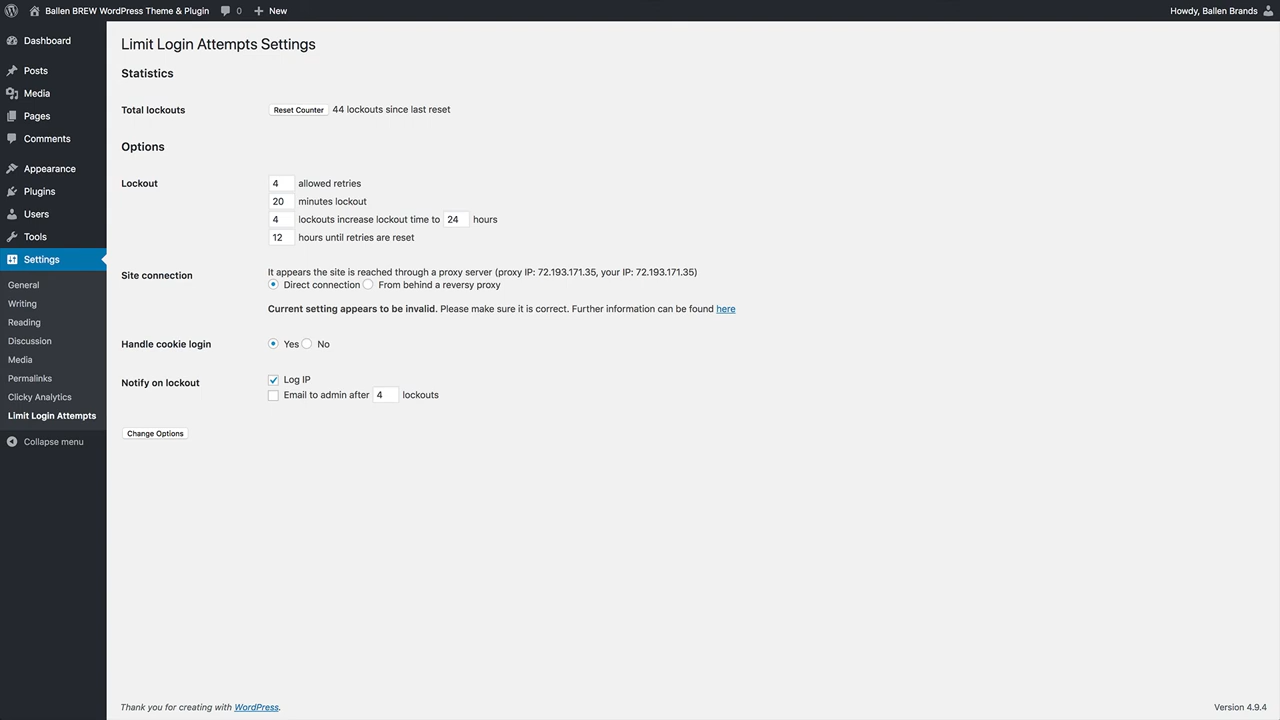 Ballen BREW WordPress Theme & Plugin 0 New Howdy, Ballen Brands
Dashboard
Posts
Media
Pages
Comments
Appearance
Plugins
Users
Tools
Settings
General
Writing
Reading
Discussion
Media
Permalinks
Clicky Analytics
Limit Login Attempts
Collapse menu
Limit Login Attempts Settings
Statistics
Total lockouts Reset Counter 44 lockouts since last reset
Options
Lockout 4 allowed retries
20 minutes lockout
4 lockouts increase lockout time to 24 hours
12 hours until retries are reset
Site connection It appears the site is reached through a proxy server (proxy IP: 72.193.171.35, your IP: 72.193.171.35)
Direct connection From behind a reversy proxy
Current setting appears to be invalid. Please make sure it is correct. Further information can be found here
Handle cookie login Yes No
Notify on lockout Log IP
Email to admin after 4 lockouts
Change Options
Thank you for creating with WordPress. Version 4.9.4